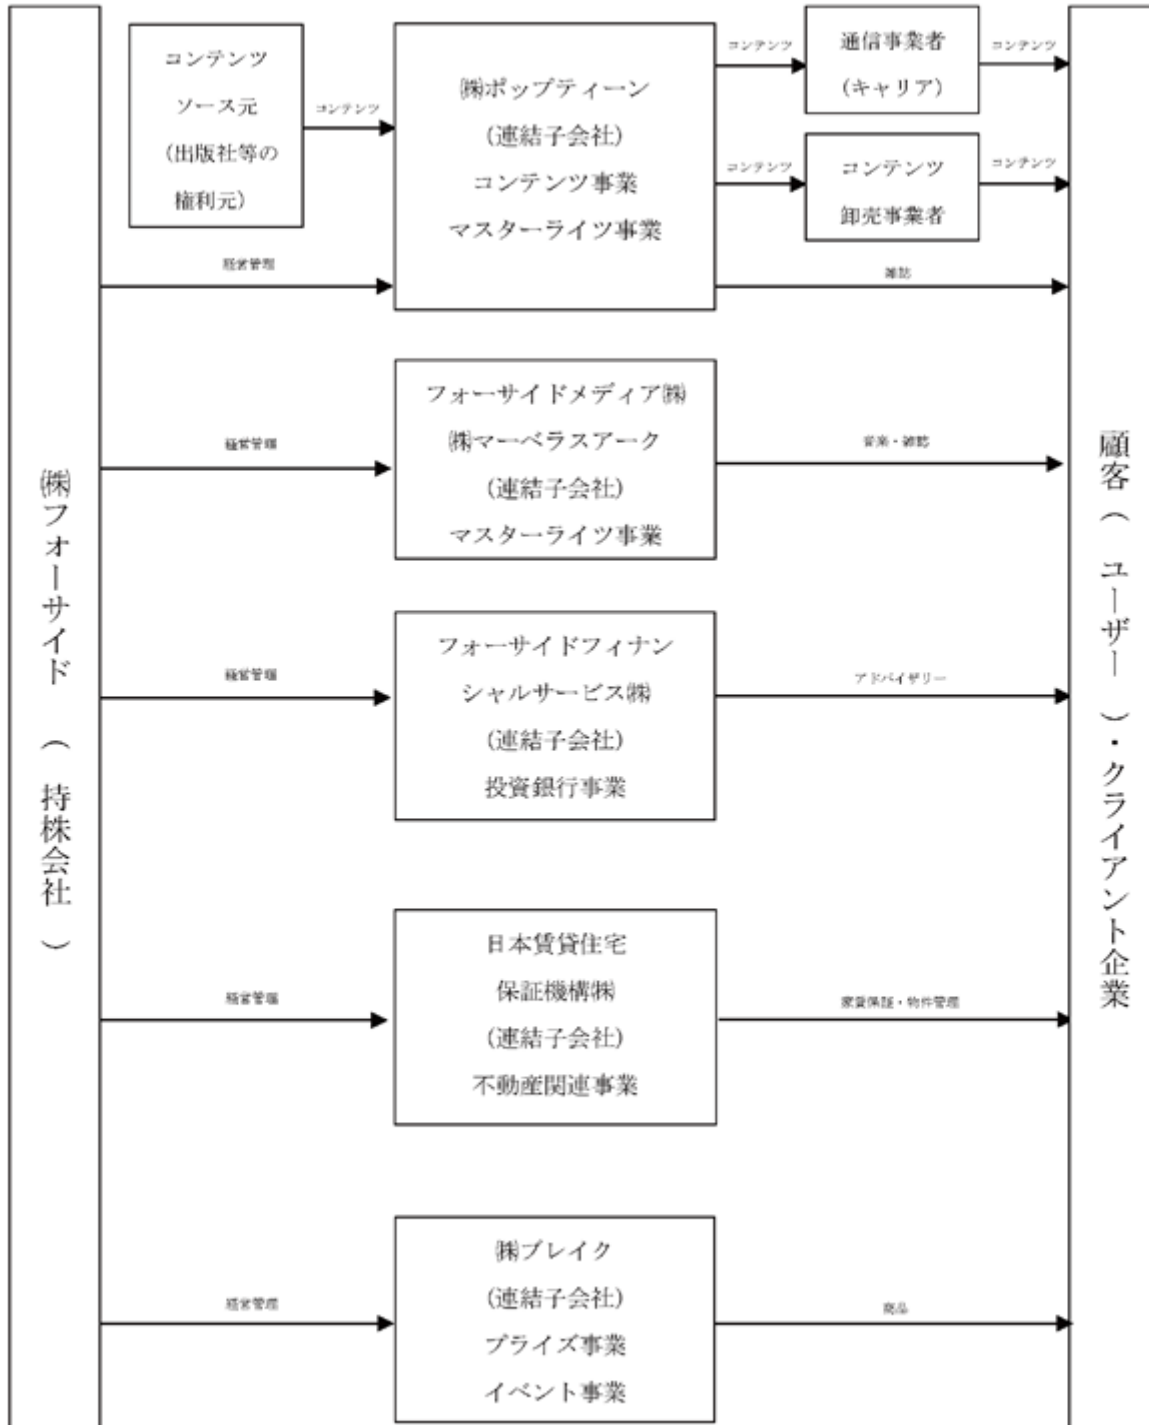 ㈱フォーサイド（持株会社）
コンテンツ
ソース元
(出版社等の
権利元)
コンテンツ
経営管理
㈱ポップティーン
(連結子会社)
コンテンツ事業
マスターライツ事業
コンテンツ
通信事業者
(キャリア)
コンテンツ
コンテンツ
コンテンツ
卸売事業者
コンテンツ
雑誌
経営管理
フォーサイドメディア㈱
㈱マーベラスアーク
(連結子会社)
マスターライツ事業
音楽・雑誌
経営管理
フォーサイドフィナン
シャルサービス㈱
(連結子会社)
投資銀行事業
アドバイザリー
経営管理
日本賃貸住宅
保証機構㈱
(連結子会社)
不動産関連事業
家賃保証・物件管理
経営管理
㈱ブレイク
(連結子会社)
プライズ事業
イベント事業
商品
顧客（ユーザー）・クライアント企業